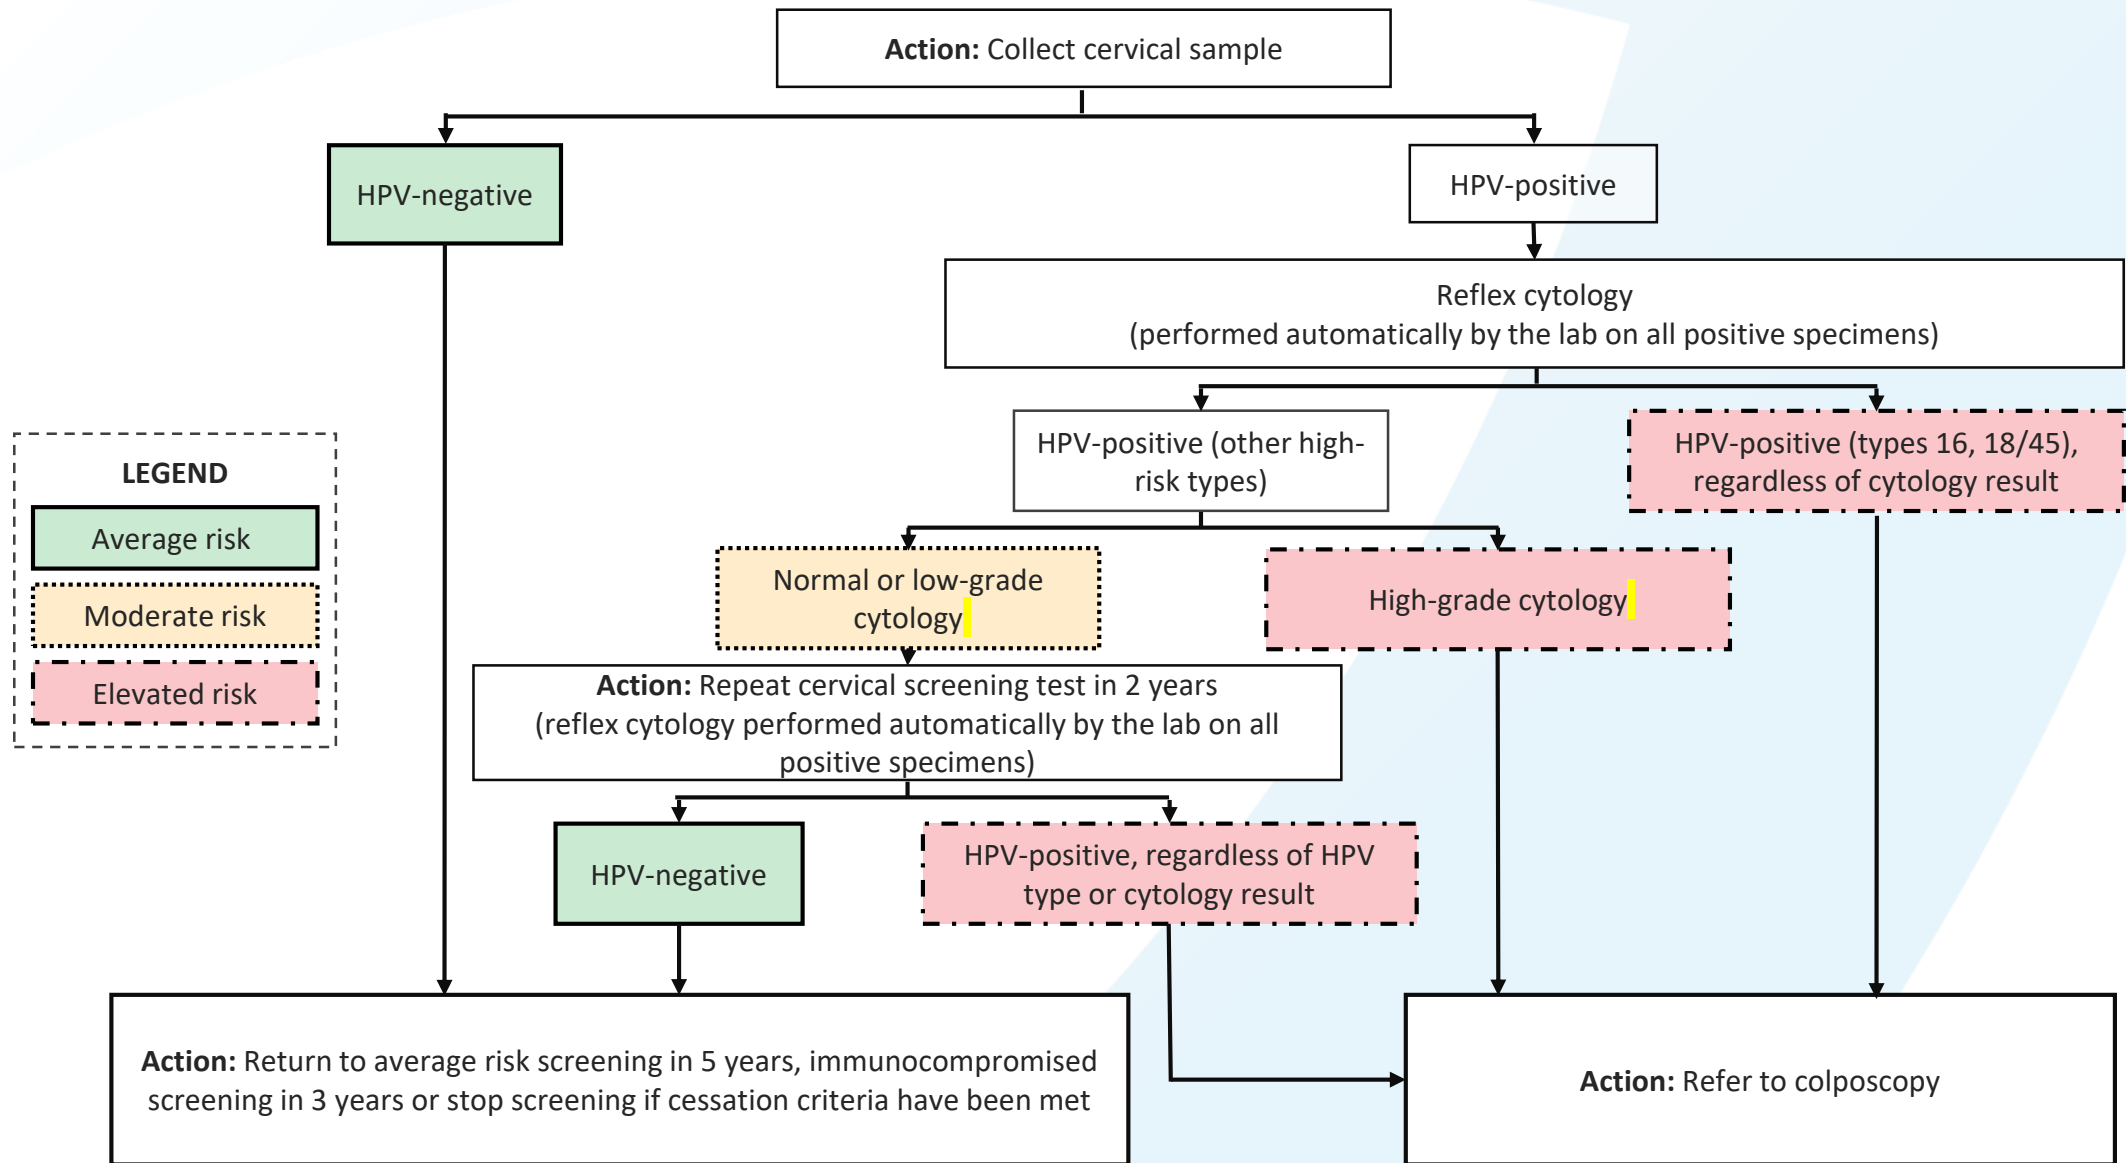 Action: Collect cervical sample
HPV-negative
HPV-positive
Reflex cytology
(performed automatically by the lab on all positive specimens)
HPV-positive (other high-
risk types)
HPV-positive (types 16, 18/45),
regardless of cytology result
LEGEND
Average risk
Moderate risk
Elevated risk
Normal or low-grade
cytology
High-grade cytology
Action: Repeat cervical screening test in 2 years
(reflex cytology performed automatically by the lab on all
positive specimens)
HPV-negative
HPV-positive, regardless of HPV
type or cytology result
Action: Return to average risk screening in 5 years, immunocompromised
screening in 3 years or stop screening if cessation criteria have been met
Action: Refer to colposcopy